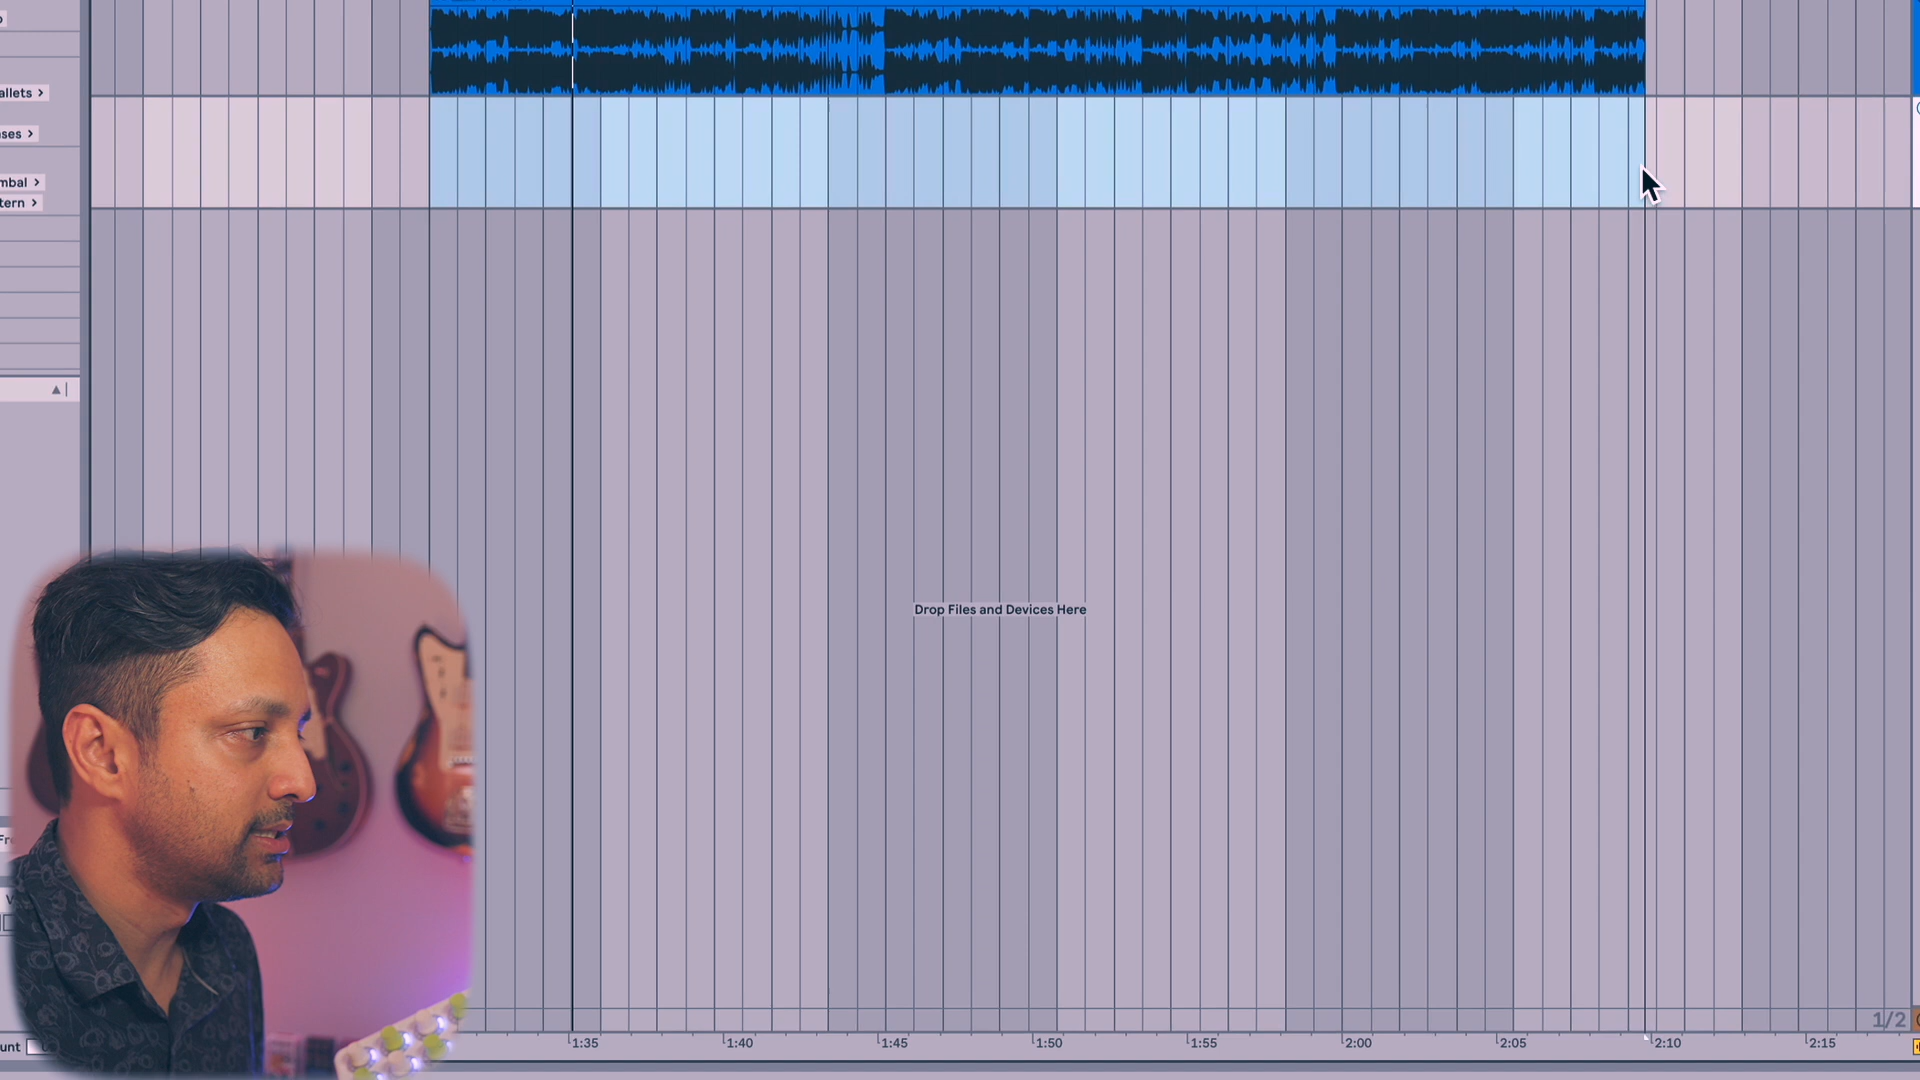 allets >
ses >
mbal >
tern >
Drop Files and Devices Here
1/2
unt
1:35 1:40 1:45 1:50 1:55 2:00 2:05 2:10 2:15